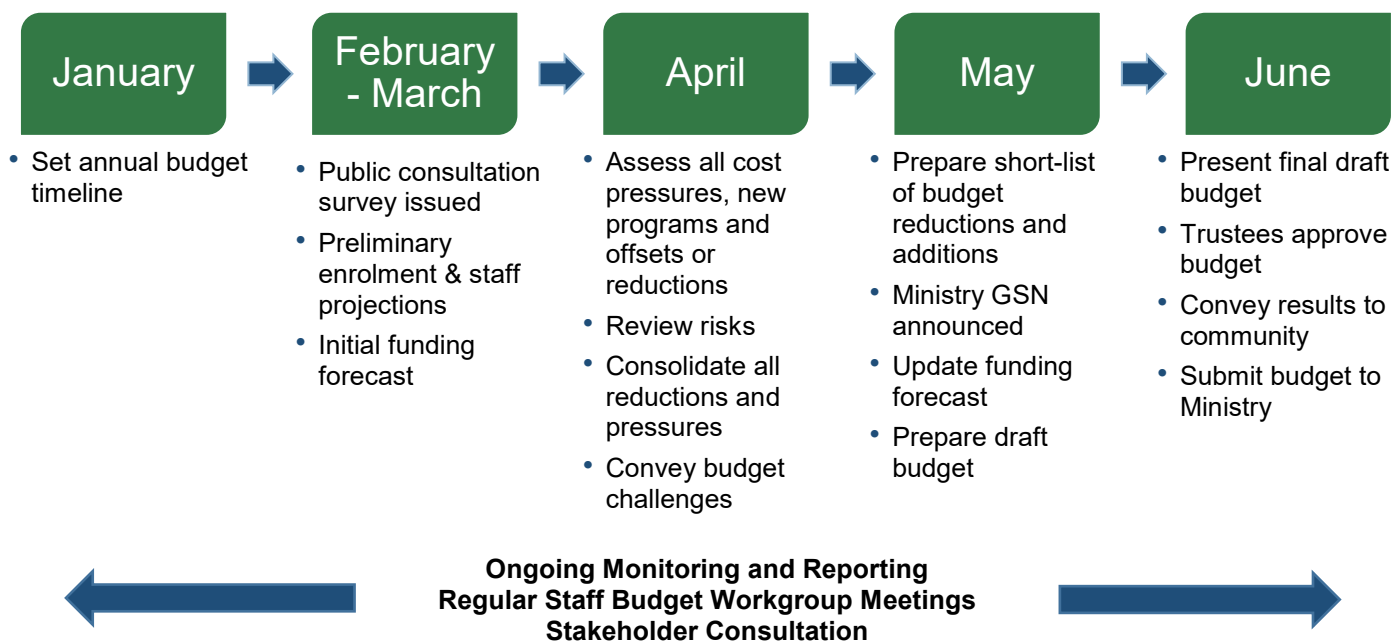 January
February
- March
April
May
June
• Set annual budget
timeline
• Public consultation
survey issued
• Preliminary
enrolment & staff
projections
• Initial funding
forecast
• Assess all cost
pressures, new
programs and
offsets or
reductions
• Review risks
• Consolidate all
reductions and
pressures
• Convey budget
challenges
• Prepare short-list
of budget
reductions and
additions
• Ministry GSN
announced
• Update funding
forecast
• Prepare draft
budget
• Present final draft
budget
• Trustees approve
budget
• Convey results to
community
• Submit budget to
Ministry
Ongoing Monitoring and Reporting
Regular Staff Budget Workgroup Meetings
Stakeholder Consultation